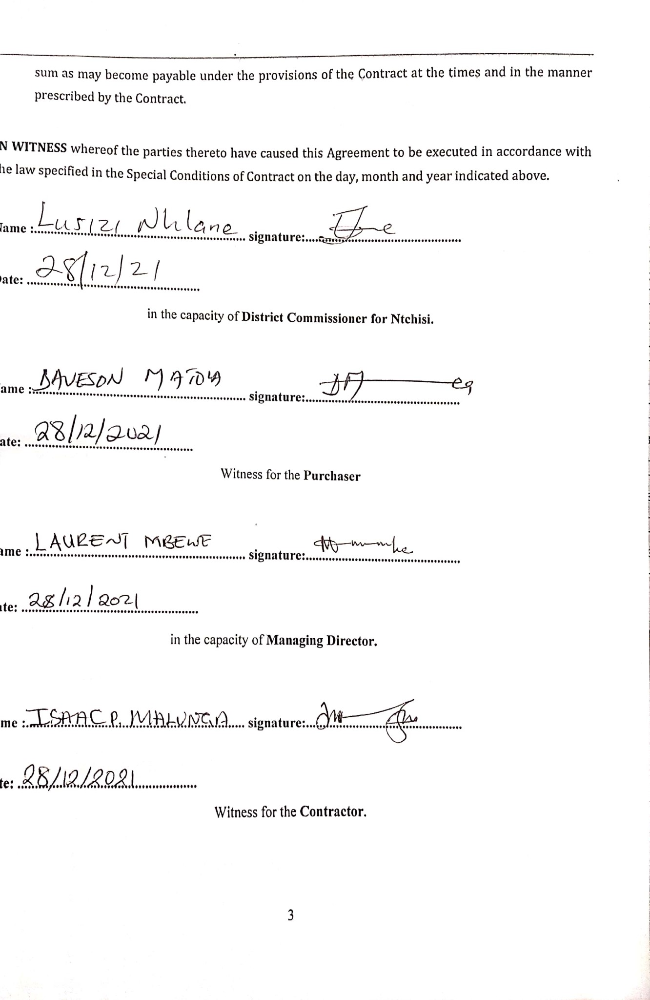 sum as may become payable under the provisions of the Contract at the times and in the manner
prescribed by the Contract.
N WITNESS whereof the parties thereto have caused this Agreement to be executed in accordance with
he law specified in the Special Conditions of Contract on the day, month and year indicated above.
ame :Lusizi Nhlane signature:
ate: 28/12/21
in the capacity of District Commissioner for Ntchisi.
ame :DAVESON MATOLA signature:
ate: 28/12/2021
Witness for the Purchaser
ame :LAURENT MBEWE signature:
te: 28/12/2021
in the capacity of Managing Director.
me :ISAAC P. MALUNGA signature:
te: 28/12/2021
Witness for the Contractor.
3